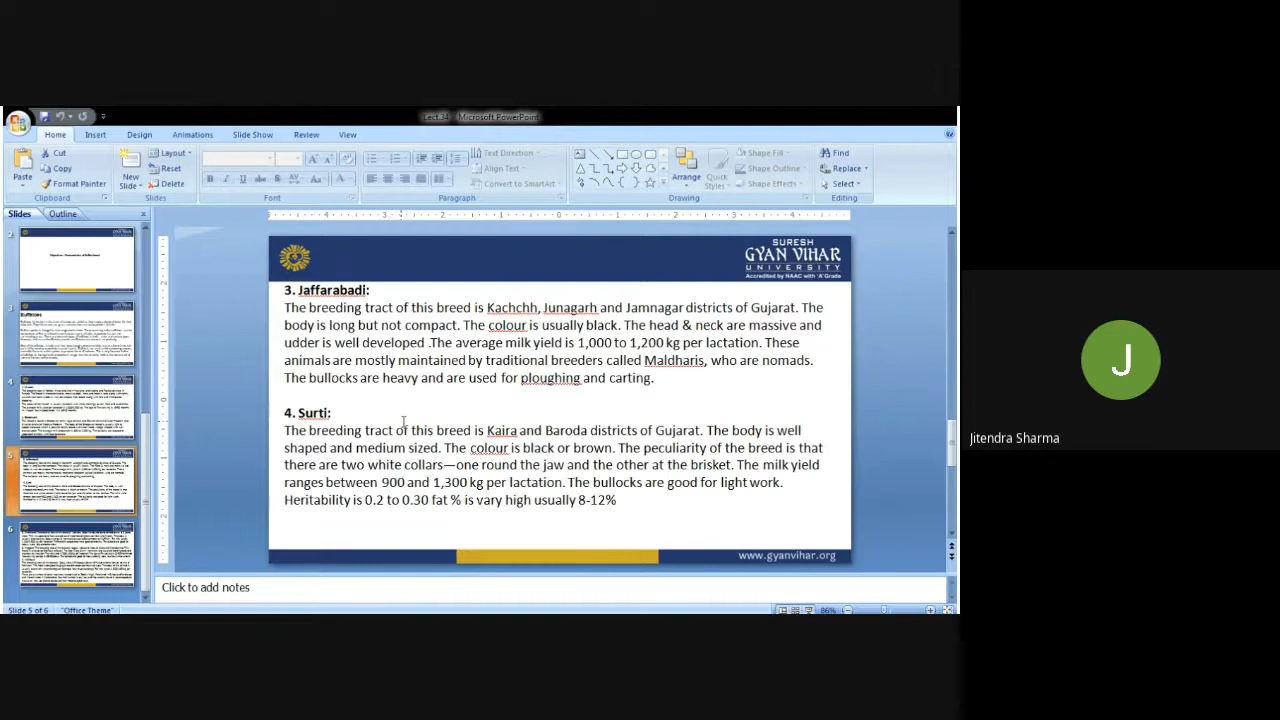 Lect.34 - Microsoft PowerPoint
Home Insert Design Animations Slide Show Review View
Paste
Cut
Copy
Format Painter
Clipboard
New Slide
Layout
Reset
Delete
Slides
Font
Text Direction
Align Text
Convert to SmartArt
Paragraph
Arrange
Quick Styles
Shape Fill
Shape Outline
Shape Effects
Drawing
Find
Replace
Select
Editing
Slides Outline
2
3
Buffaloes
4
5
6
SURESH
GYAN VIHAR
UNIVERSITY
Accredited by NAAC with 'A' Grade
3. Jaffarabadi:
The breeding tract of this breed is Kachchh, Junagarh and Jamnagar districts of Gujarat. The
body is long but not compact. The colour is usually black. The head & neck are massive and
udder is well developed .The average milk yield is 1,000 to 1,200 kg per lactation. These
animals are mostly maintained by traditional breeders called Maldharis, who are nomads.
The bullocks are heavy and are used for ploughing and carting.
4. Surti:
The breeding tract of this breed is Kaira and Baroda districts of Gujarat. The body is well
shaped and medium sized. The colour is black or brown. The peculiarity of the breed is that
there are two white collars—one round the jaw and the other at the brisket. The milk yield
ranges between 900 and 1,300 kg per lactation. The bullocks are good for light work.
Heritability is 0.2 to 0.30 fat % is vary high usually 8-12%
www.gyanvihar.org
Click to add notes
Slide 5 of 6 "Office Theme" 86%
J
Jitendra Sharma